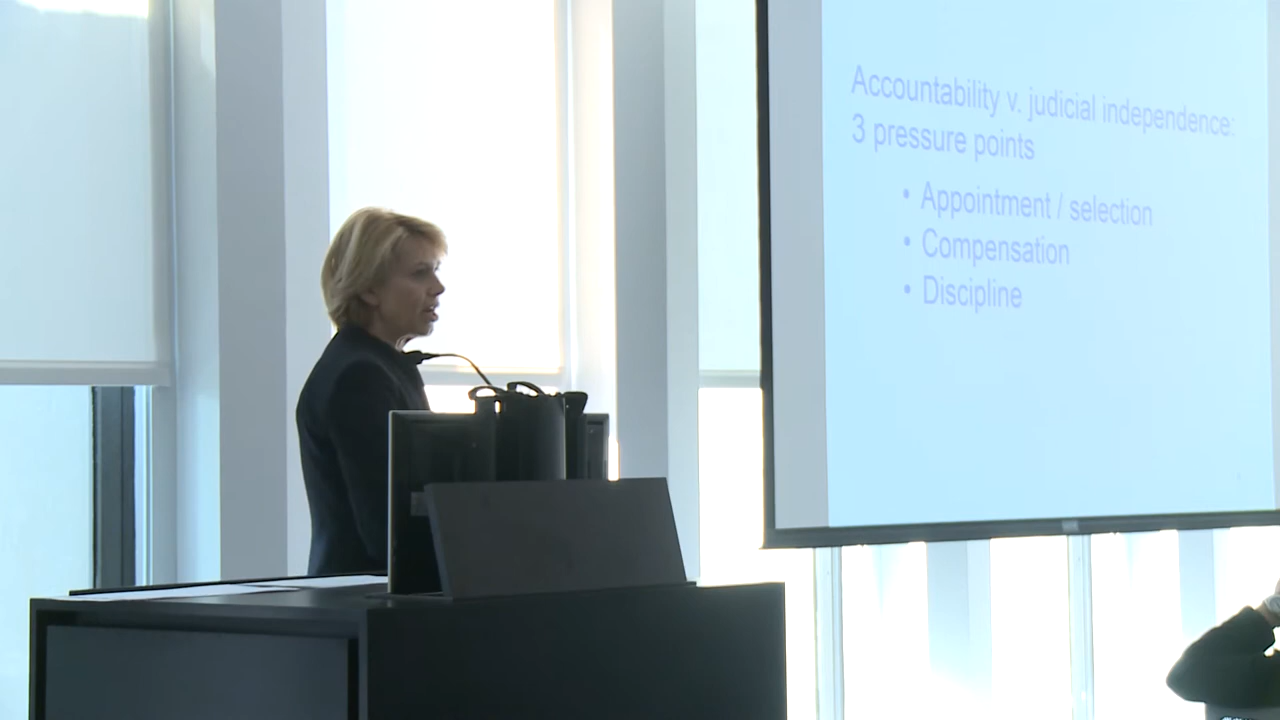 Accountability v. judicial independence:
3 pressure points
• Appointment / selection
• Compensation
• Discipline